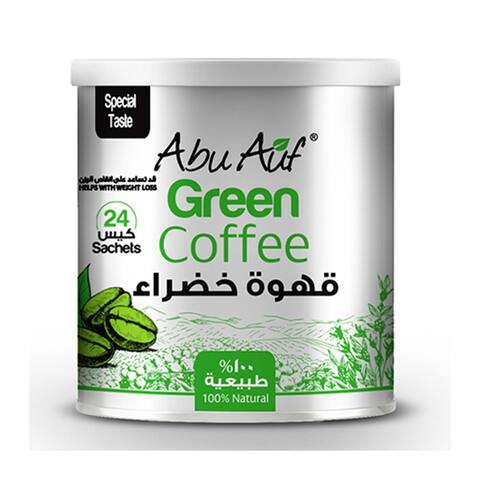 Special
Taste
Abu Auf®
قد تساعد على انقاص الوزن
HELPS WITH WEIGHT LOSS
Green
Coffee
24
كيس
Sachets
قهوة خضراء
%١٠٠
طبيعية
100% Natural